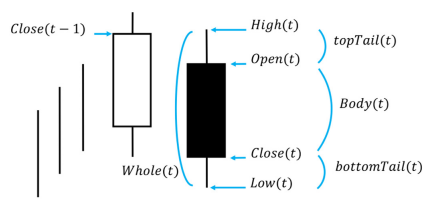 Close(t − 1)
High(t)
topTail(t)
Open(t)
Body(t)
Close(t)
Whole(t)
bottomTail(t)
Low(t)